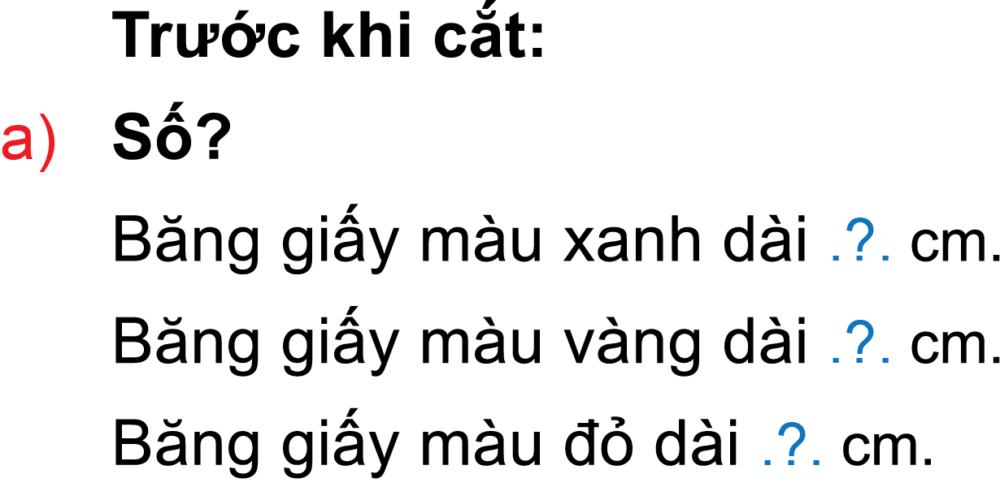 Trước khi cắt:
a) Số?
Băng giấy màu xanh dài .?. cm.
Băng giấy màu vàng dài .?. cm.
Băng giấy màu đỏ dài .?. cm.